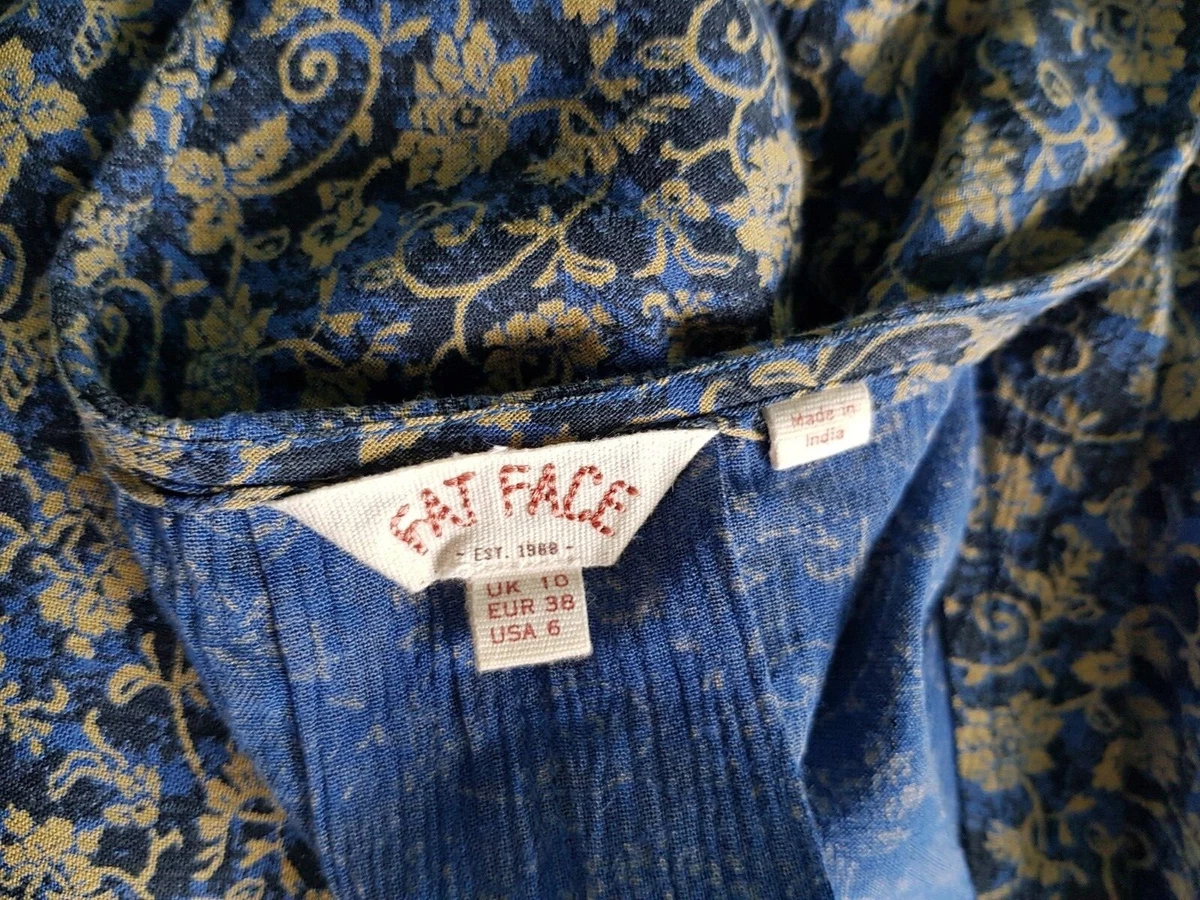 FAT FACE
- EST. 1988 -
UK 10
EUR 38
USA 6
Made in
India